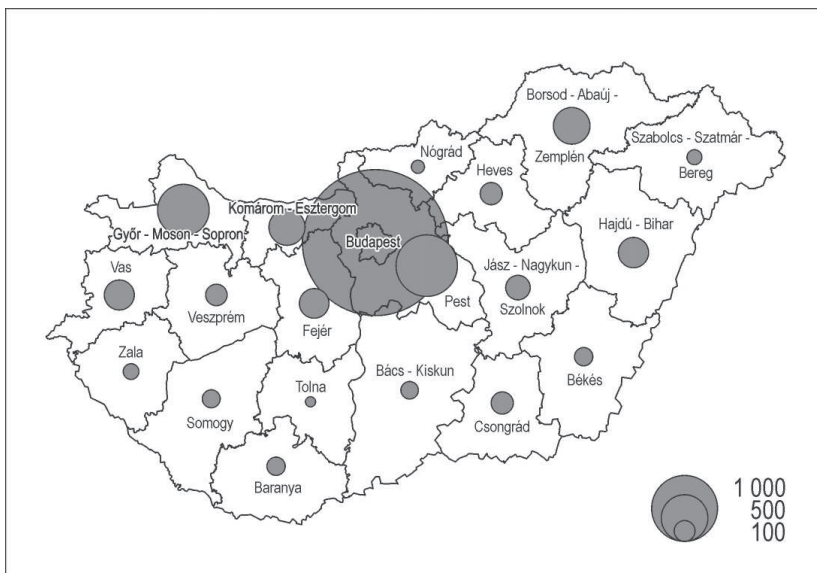 Borsod - Abaúj -
Zemplén
Szabolcs - Szatmár -
Bereg
Nógrád
Heves
Komárom - Esztergom
Győr - Moson - Sopron
Budapest
Hajdú - Bihar
Vas
Veszprém
Fejér
Pest
Jász - Nagykun -
Szolnok
Zala
Somogy
Tolna
Bács - Kiskun
Békés
Csongrád
Baranya
1 000
500
100